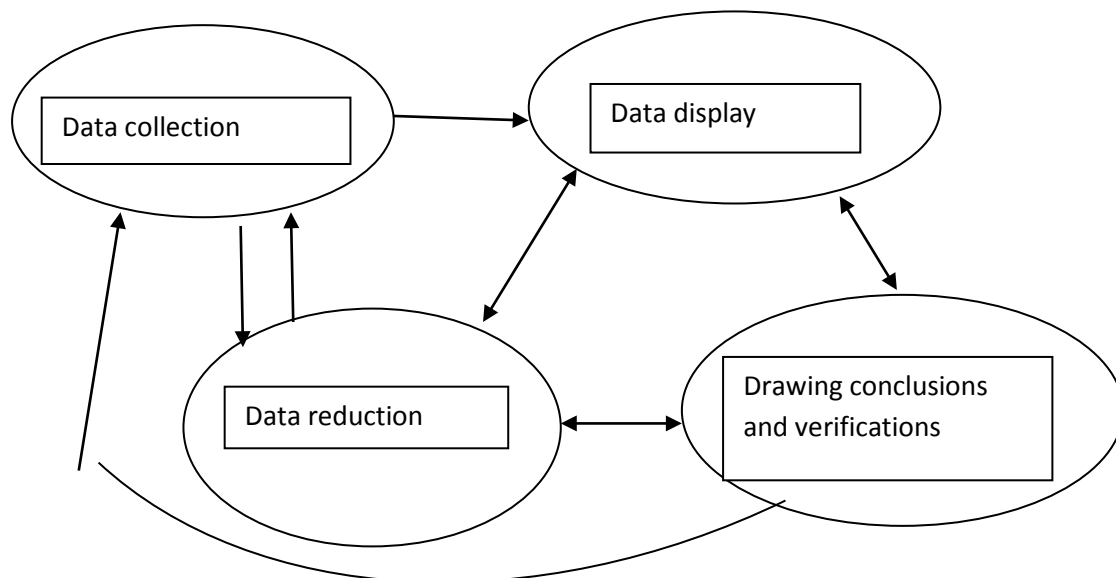 Data collection
Data display
Data reduction
Drawing conclusions
and verifications